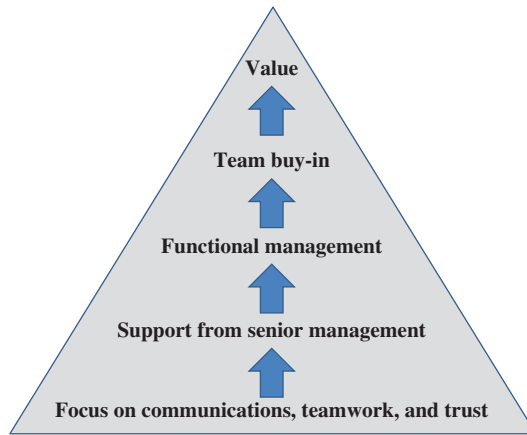 Value
Team buy-in
Functional management
Support from senior management
Focus on communications, teamwork, and trust